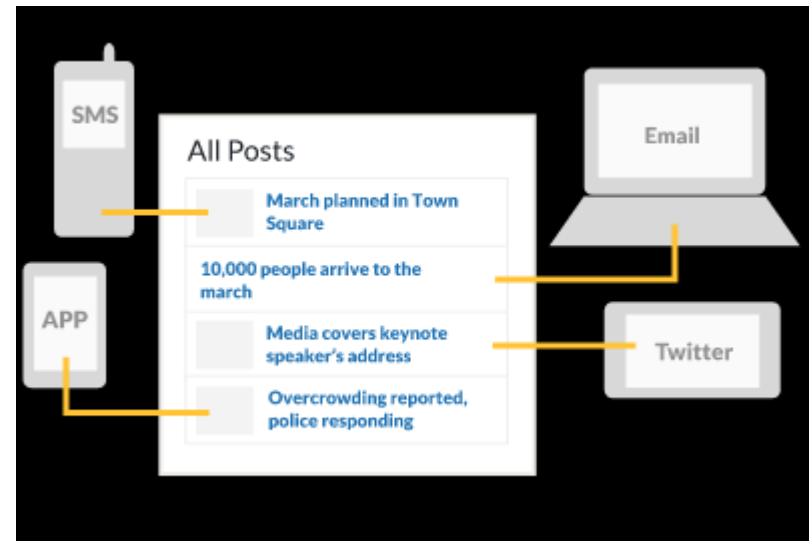 SMS
All Posts
March planned in Town
Square
10,000 people arrive to the
march
Media covers keynote
speaker's address
Overcrowding reported,
police responding
APP
Email
Twitter